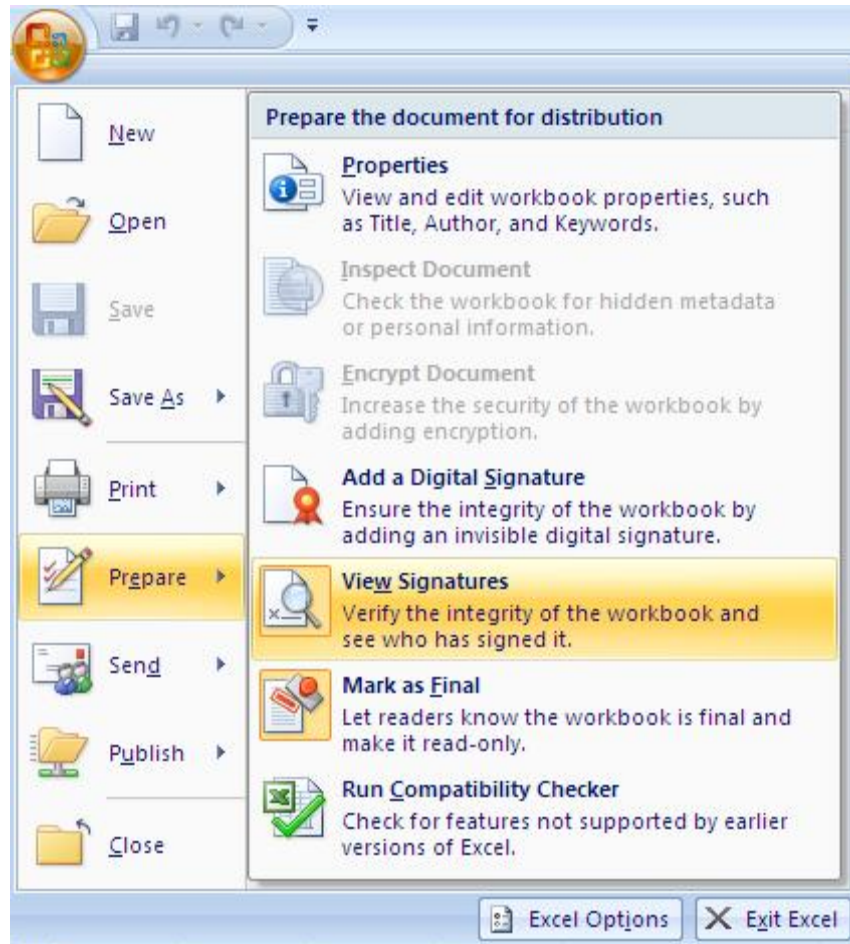 New
Open
Save
Save As
Print
Prepare
Send
Publish
Close
Prepare the document for distribution
Properties
View and edit workbook properties, such
as Title, Author, and Keywords.
Inspect Document
Check the workbook for hidden metadata
or personal information.
Encrypt Document
Increase the security of the workbook by
adding encryption.
Add a Digital Signature
Ensure the integrity of the workbook by
adding an invisible digital signature.
View Signatures
Verify the integrity of the workbook and
see who has signed it.
Mark as Final
Let readers know the workbook is final and
make it read-only.
Run Compatibility Checker
Check for features not supported by earlier
versions of Excel.
Excel Options
Exit Excel